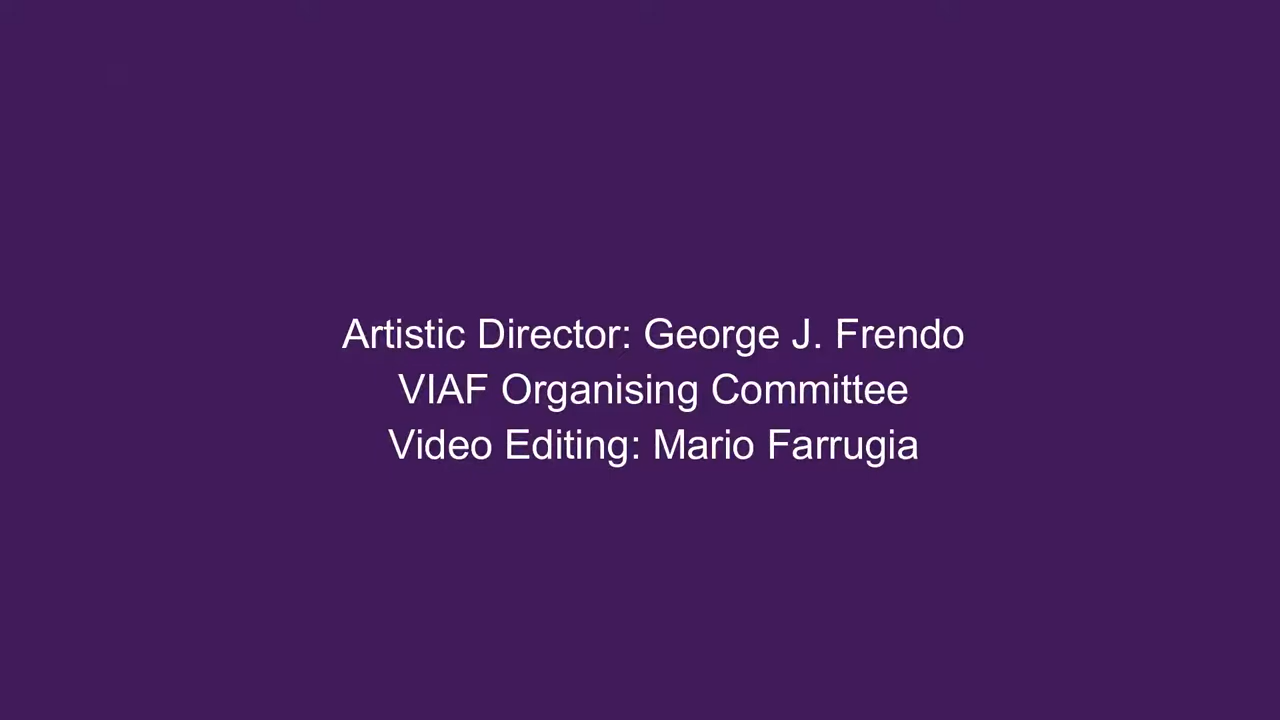 Artistic Director: George J. Frendo
VIAF Organising Committee
Video Editing: Mario Farrugia